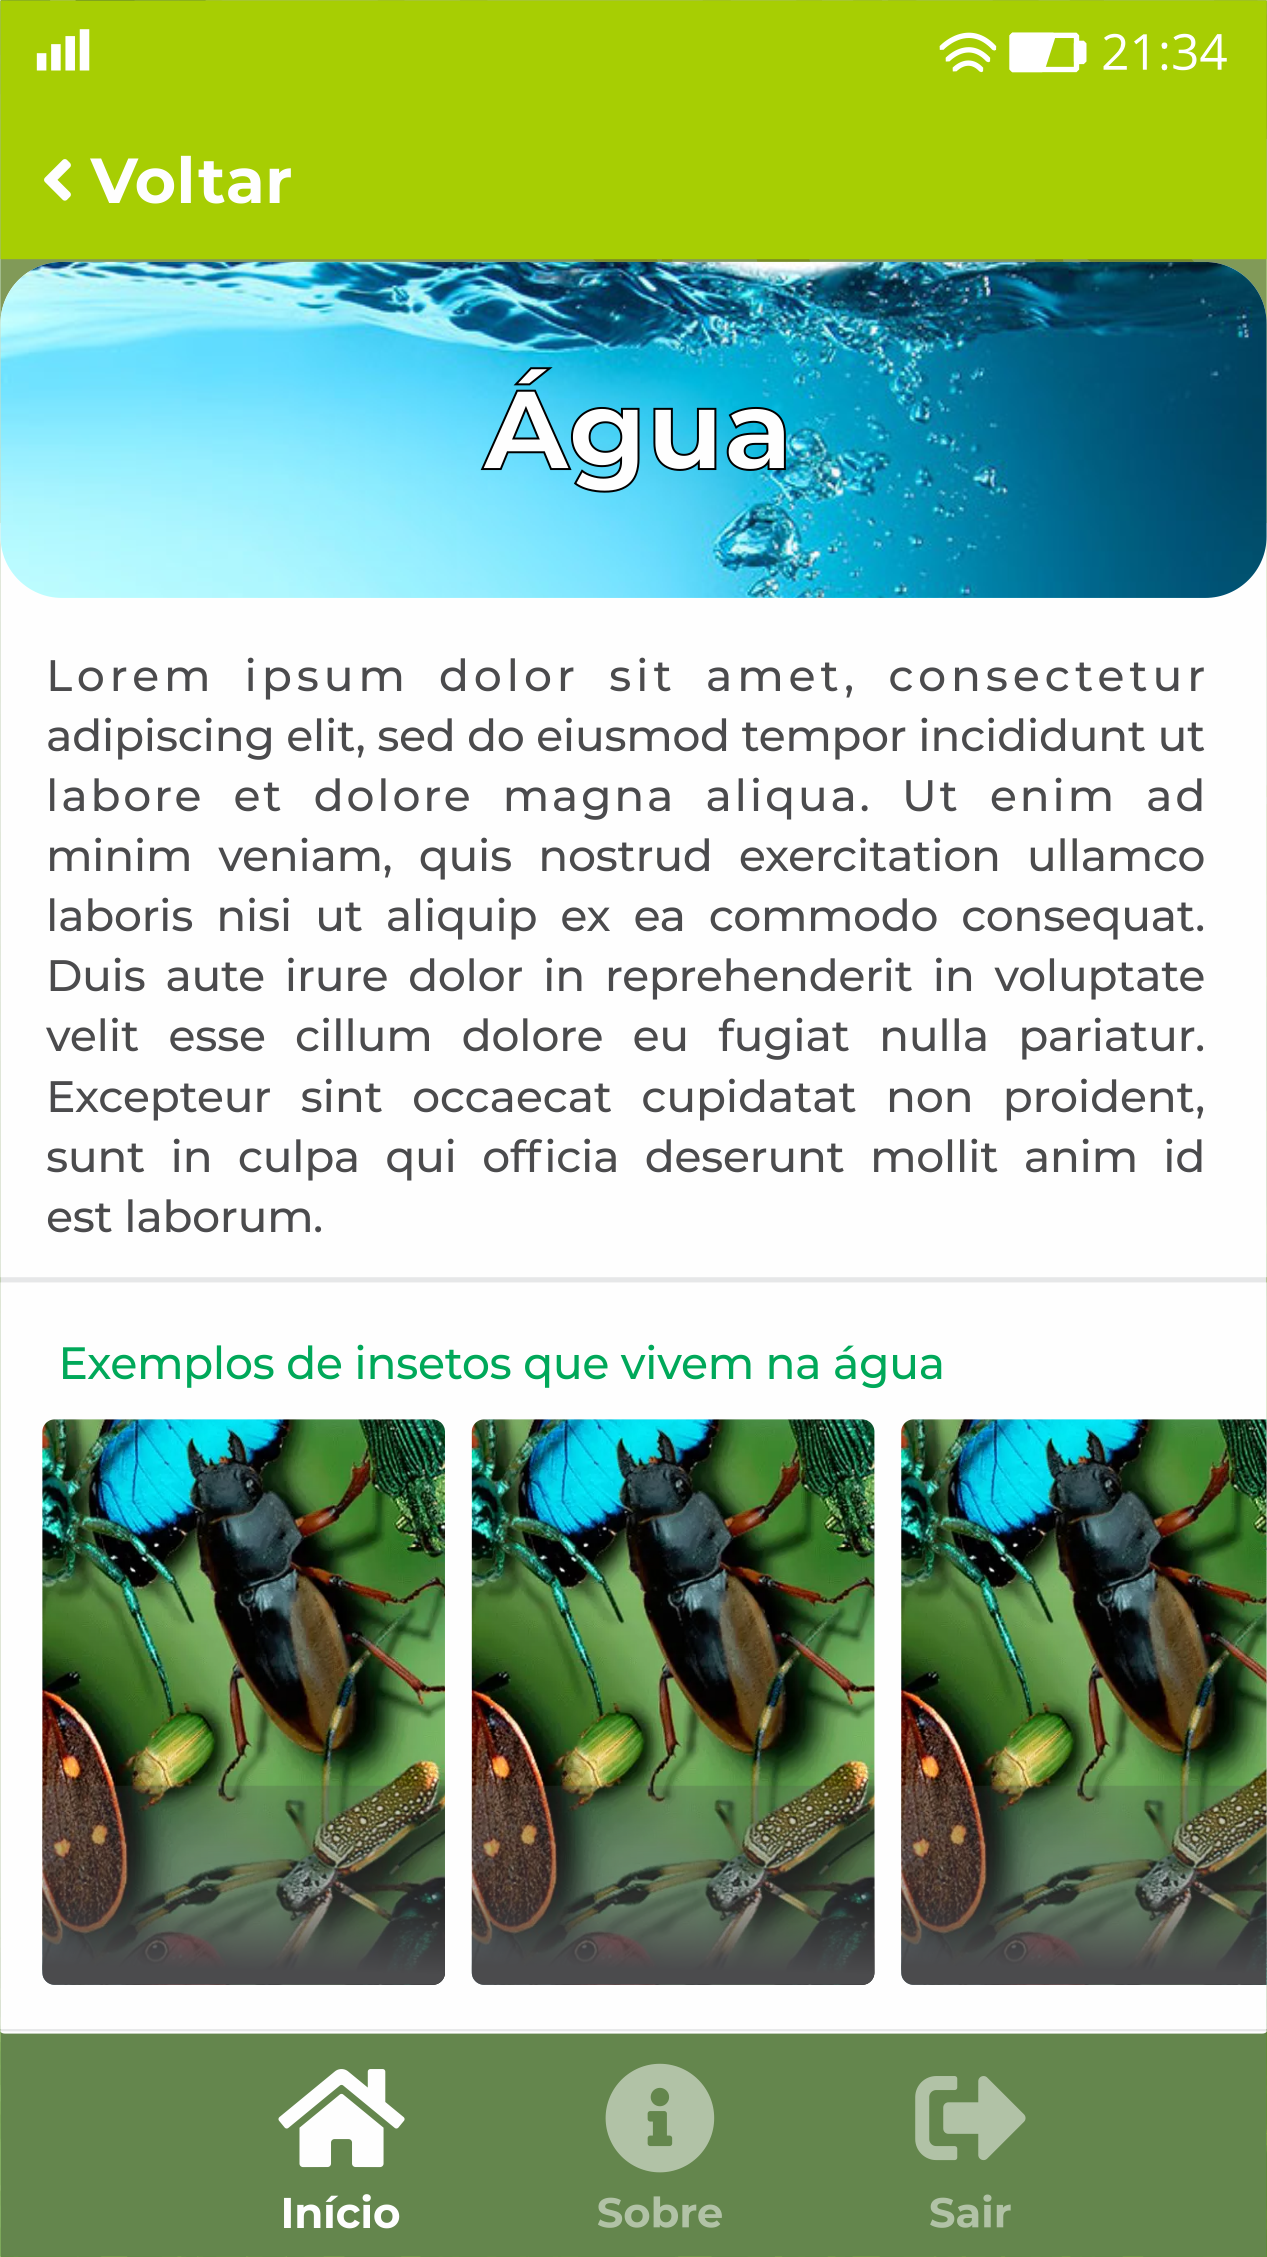 21:34
Voltar
Água
Lorem ipsum dolor sit amet, consectetur
adipiscing elit, sed do eiusmod tempor incididunt ut
labore et dolore magna aliqua. Ut enim ad
minim veniam, quis nostrud exercitation ullamco
laboris nisi ut aliquip ex ea commodo consequat.
Duis aute irure dolor in reprehenderit in voluptate
velit esse cillum dolore eu fugiat nulla pariatur.
Excepteur sint occaecat cupidatat non proident,
sunt in culpa qui officia deserunt mollit anim id
est laborum.
Exemplos de insetos que vivem na água
Início
Sobre
Sair